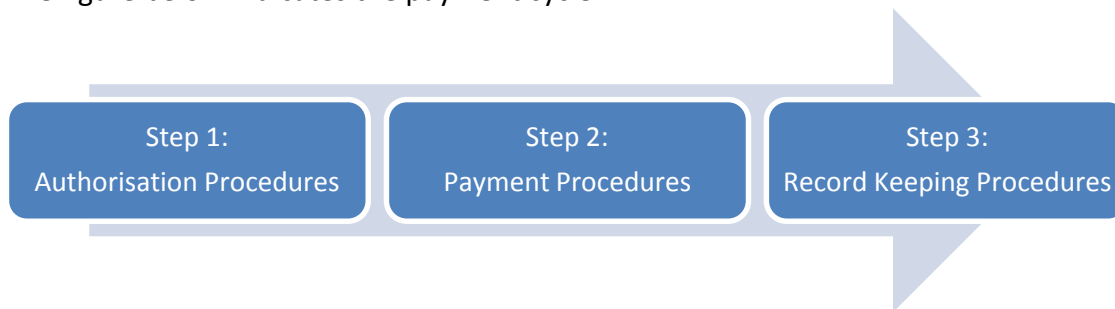 Step 1:
Authorisation Procedures
Step 2:
Payment Procedures
Step 3:
Record Keeping Procedures